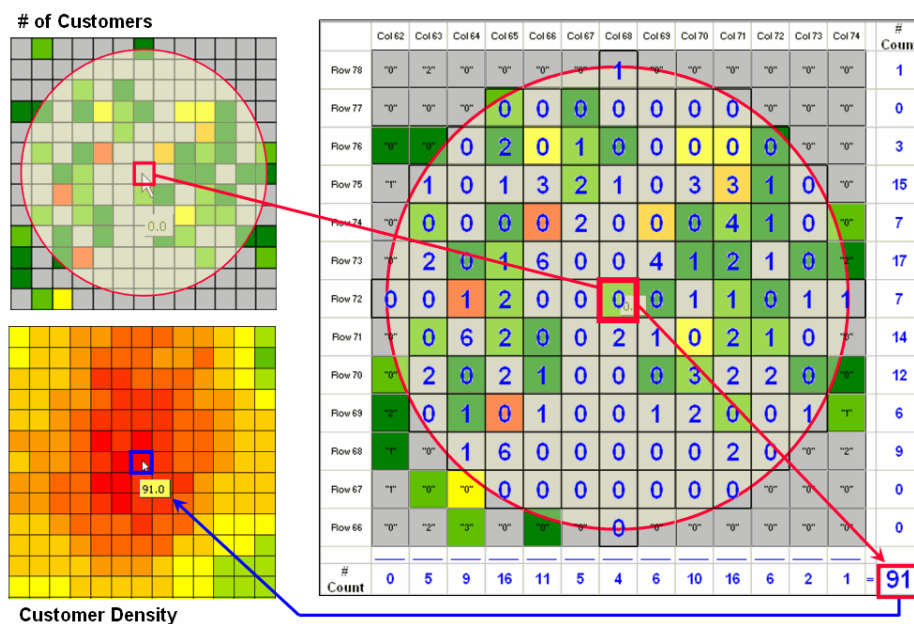 # of Customers
0.0
91.0
Customer Density
Col 62 Col 63 Col 64 Col 65 Col 66 Col 67 Col 68 Col 69 Col 70 Col 71 Col 72 Col 73 Col 74 # Count
Row 78 "0" "2" "0" "0" "0" "0" 1 "0" "0" "0" "0" "0" "0" 1
Row 77 "0" "0" "0" 0 0 0 0 0 0 0 "0" "0" "0" 0
Row 76 "0" "0" 0 2 0 1 0 0 0 0 0 "0" "0" 3
Row 75 "1" 1 0 1 3 2 1 0 3 3 1 0 "0" 15
Row 74 "0" 0 0 0 0 2 0 0 0 4 1 0 "0" 7
Row 73 "0" 2 0 1 6 0 0 4 1 2 1 0 "2" 17
Row 72 0 0 1 2 0 0 0 0 1 1 0 1 1 7
Row 71 "0" 0 6 2 0 0 2 1 0 2 1 0 "0" 14
Row 70 "0" 2 0 2 1 0 0 0 3 2 2 0 "0" 12
Row 69 "2" 0 1 0 1 0 0 1 2 0 0 1 "1" 6
Row 68 "1" "0" 1 6 0 0 0 0 0 2 0 "0" "2" 9
Row 67 "1" "0" "0" 0 0 0 0 0 0 0 "0" "0" "0" 0
Row 66 "0" "2" "3" "0" "0" "0" 0 "0" "0" "0" "0" "0" "0" 0
# Count 0 5 9 16 11 5 4 6 10 16 6 2 1 = 91